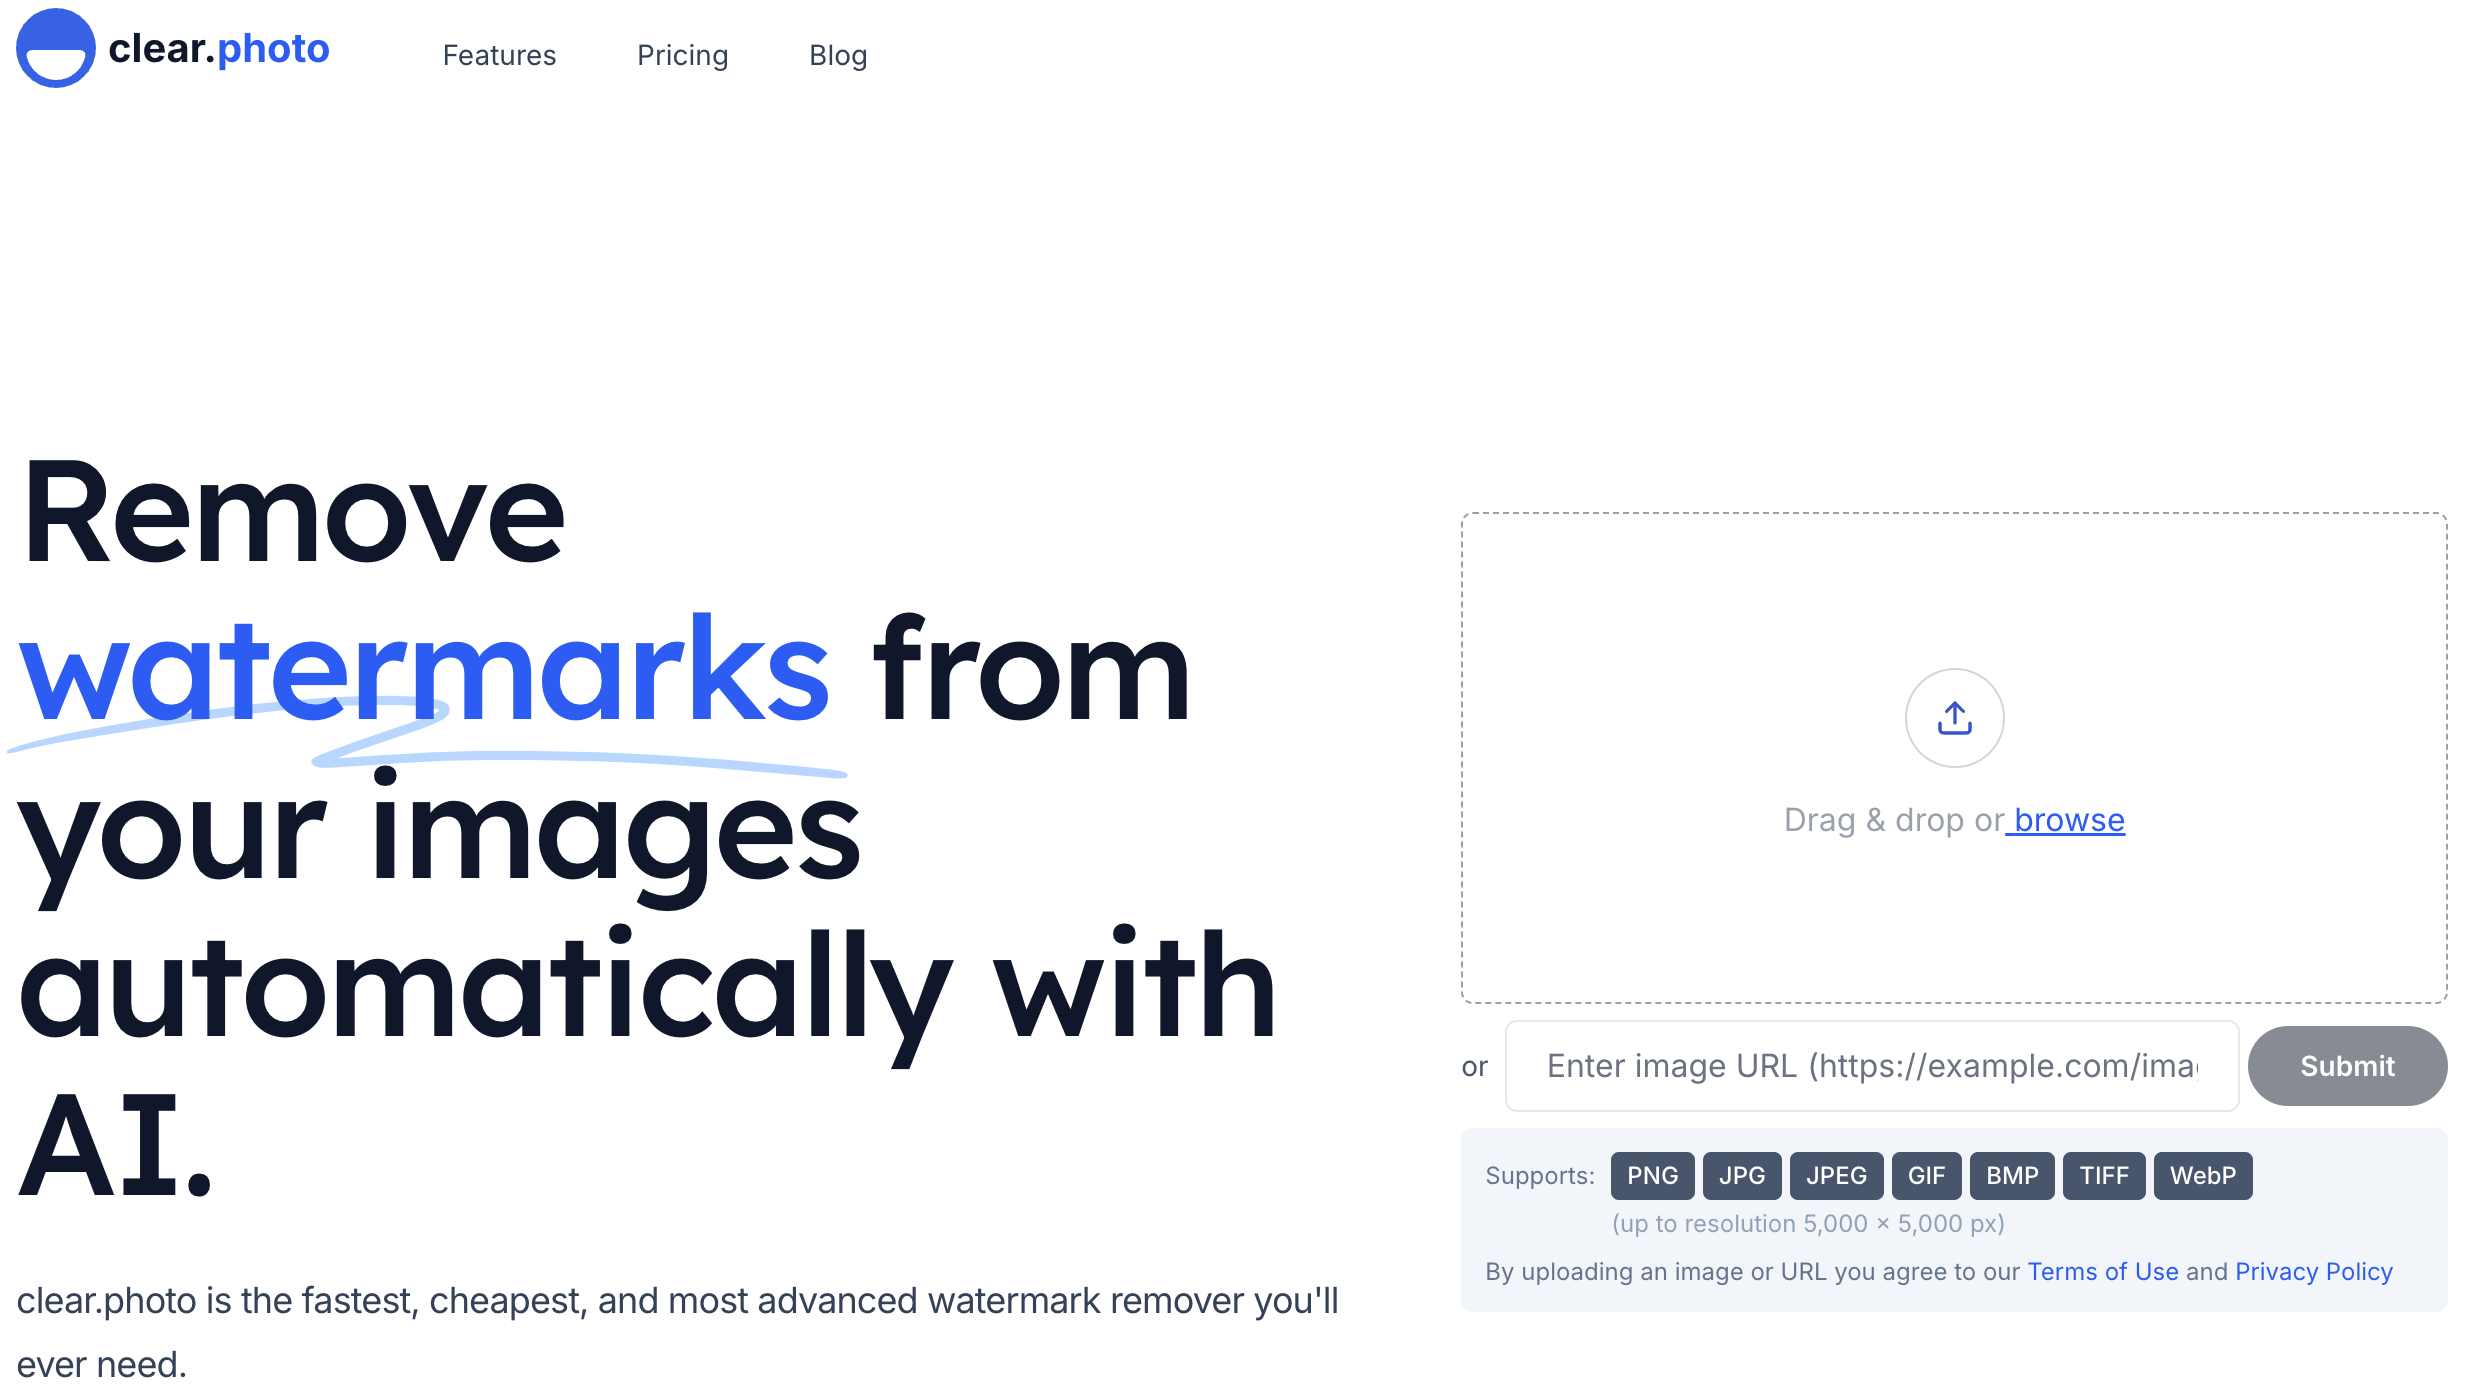 clear.photo
Features
Pricing
Blog
Remove
watermarks from
your images
automatically with
AI.
clear.photo is the fastest, cheapest, and most advanced watermark remover you'll
ever need.
Drag & drop or browse
or
Enter image URL (https://example.com/imag
Submit
Supports: PNG JPG JPEG GIF BMP TIFF WebP
(up to resolution 5,000 × 5,000 px)
By uploading an image or URL you agree to our Terms of Use and Privacy Policy